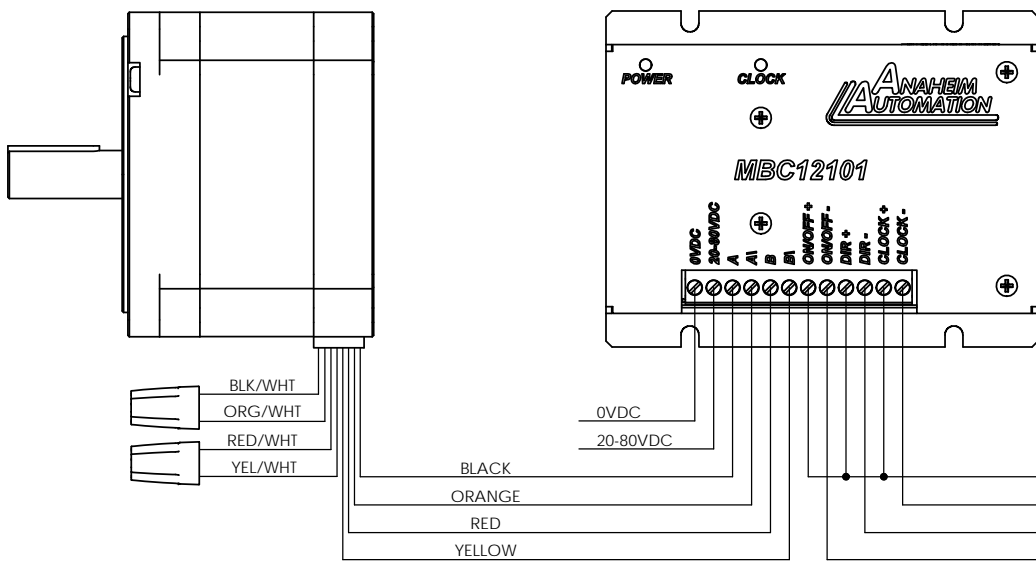 POWER
CLOCK
ANAHEIM
AUTOMATION
MBC12101
0VDC
20-80VDC
A
A\
B
B\
ON/OFF +
ON/OFF -
DIR +
DIR -
CLOCK +
CLOCK -
BLK/WHT
ORG/WHT
RED/WHT
YEL/WHT
0VDC
20-80VDC
BLACK
ORANGE
RED
YELLOW